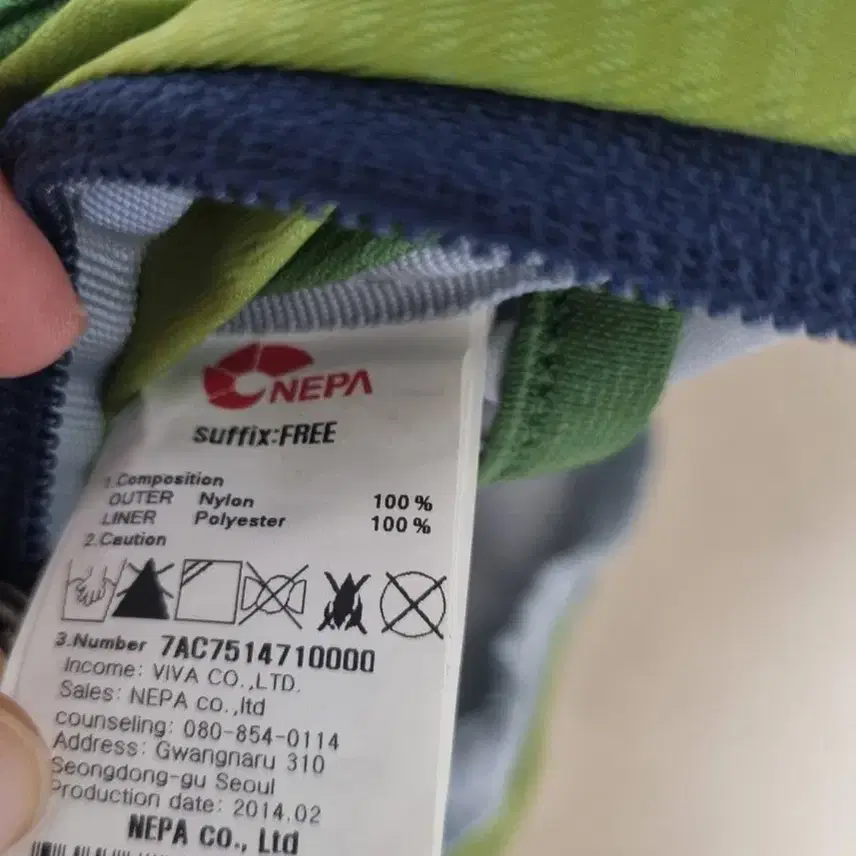 NEPA
suffix:FREE
1.Composition
OUTER Nylon 100 %
LINER Polyester 100 %
2.Caution
3.Number 7AC7514710000
Income: VIVA CO.,LTD.
Sales: NEPA co.,ltd
counseling: 080-854-0114
Address: Gwangnaru 310
Seongdong-gu Seoul
Production date: 2014.02
NEPA co., Ltd